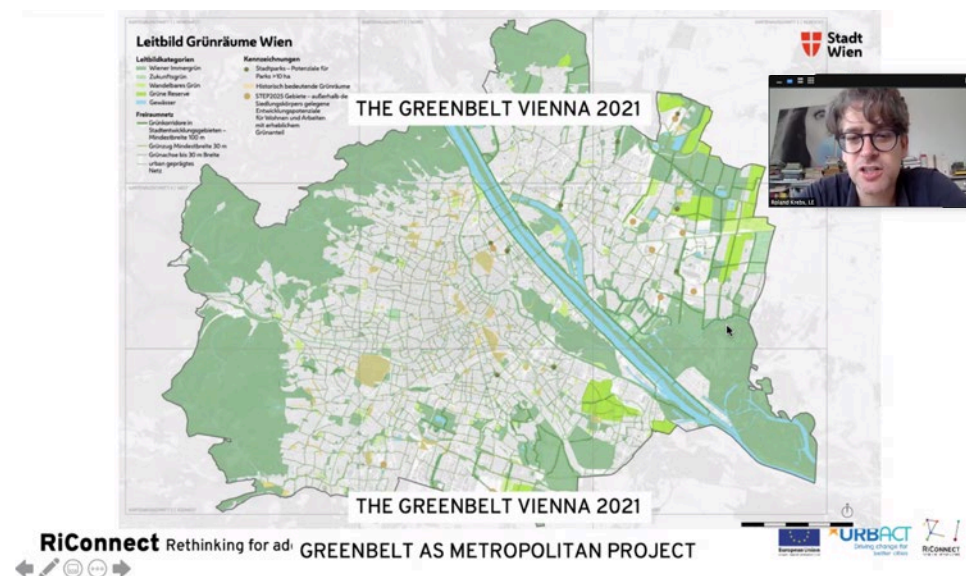 Leitbild Grünräume Wien
Leitbildkategorien
Wiener Immergrün
Zukunftsgrün
Wandelbares Grün
Grüne Reserve
Gewässer
Freiraumnetz
Grünkorridore in
Stadtentwicklungsgebieten –
Mindestbreite 100 m
Grünzug Mindestbreite 30 m
Grünachse bis 30 m Breite
urban geprägtes
Netz
Kennzeichnungen
Stadtparks – Potenziale für
Parks >10 ha
Historisch bedeutende Grünräume
STEP2025 Gebiete – außerhalb de
Siedlungskörpers gelegene
Entwicklungspotenziale
für Wohnen und Arbeiten
mit erheblichem
Grünanteil
Stadt
Wien
THE GREENBELT VIENNA 2021
Roland Krebs, LE
THE GREENBELT VIENNA 2021
RiConnect Rethinking for ad
GREENBELT AS METROPOLITAN PROJECT
European Union
URBACT
Driving change for
better cities
RiConnect